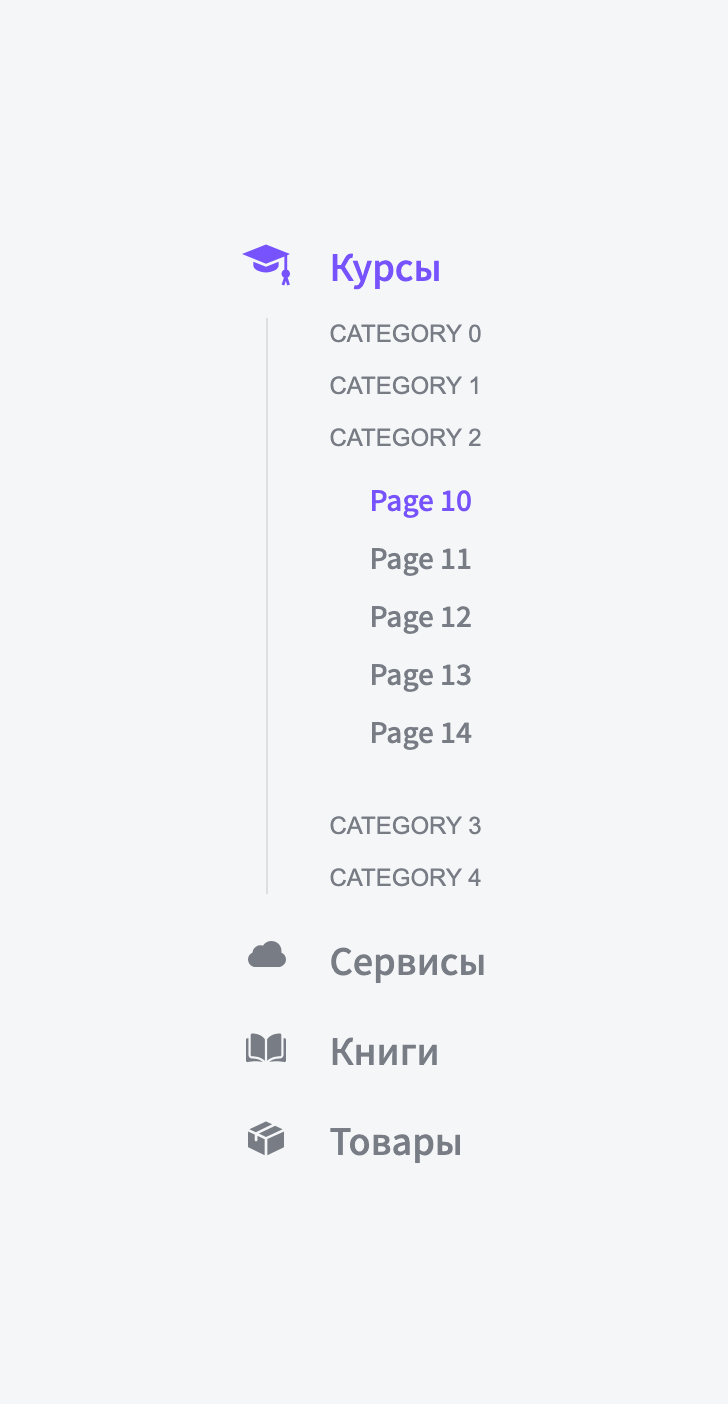 Курсы
CATEGORY 0
CATEGORY 1
CATEGORY 2
Page 10
Page 11
Page 12
Page 13
Page 14
CATEGORY 3
CATEGORY 4
Сервисы
Книги
Товары